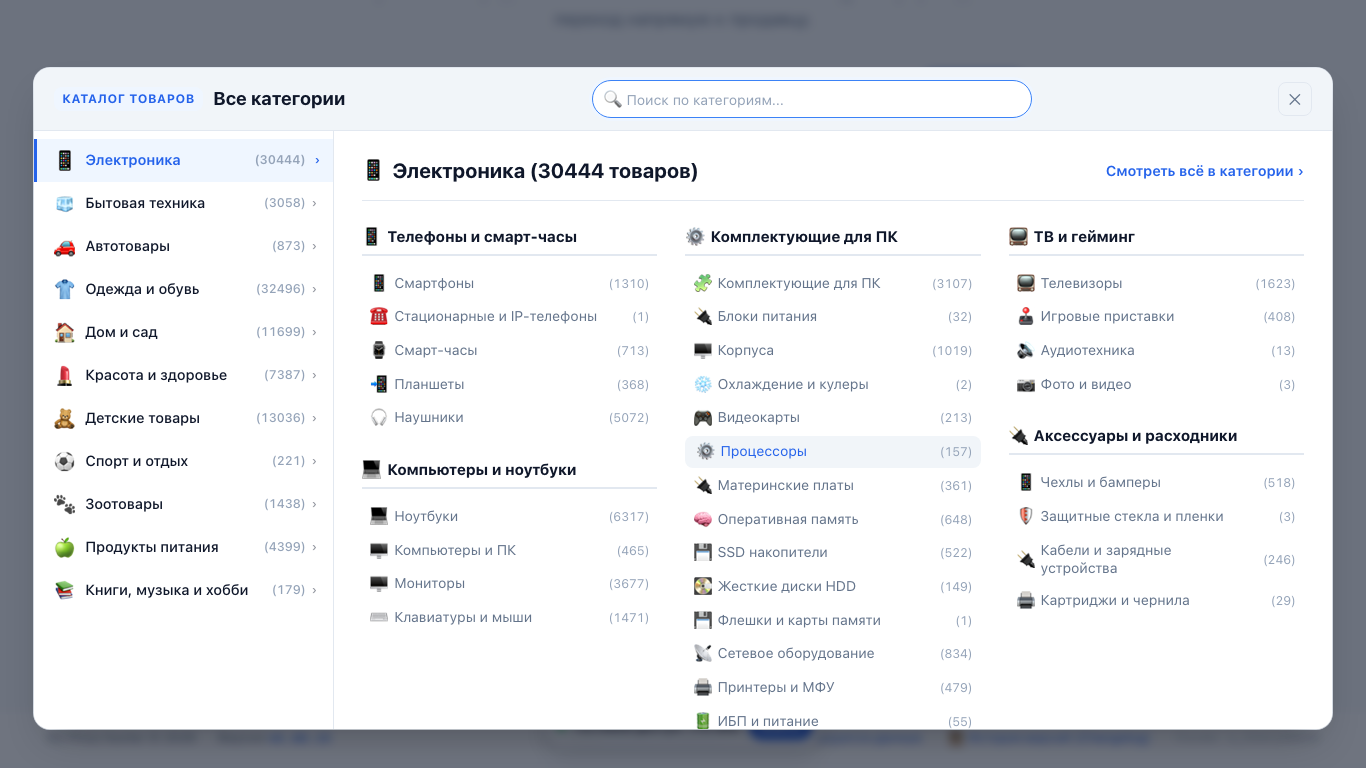 КАТАЛОГ ТОВАРОВ
Все категории
Поиск по категориям...
Электроника (30444) ›
Бытовая техника (3058) ›
Автотовары (873) ›
Одежда и обувь (32496) ›
Дом и сад (11699) ›
Красота и здоровье (7387) ›
Детские товары (13036) ›
Спорт и отдых (221) ›
Зоотовары (1438) ›
Продукты питания (4399) ›
Книги, музыка и хобби (179) ›
Электроника (30444 товаров)
Смотреть всё в категории ›
Телефоны и смарт-часы
Смартфоны (1310)
Стационарные и IP-телефоны (1)
Смарт-часы (713)
Планшеты (368)
Наушники (5072)
Компьютеры и ноутбуки
Ноутбуки (6317)
Компьютеры и ПК (465)
Мониторы (3677)
Клавиатуры и мыши (1471)
Комплектующие для ПК
Комплектующие для ПК (3107)
Блоки питания (32)
Корпуса (1019)
Охлаждение и кулеры (2)
Видеокарты (213)
Процессоры (157)
Материнские платы (361)
Оперативная память (648)
SSD накопители (522)
Жесткие диски HDD (149)
Флешки и карты памяти (1)
Сетевое оборудование (834)
Принтеры и МФУ (479)
ИБП и питание (55)
ТВ и гейминг
Телевизоры (1623)
Игровые приставки (408)
Аудиотехника (13)
Фото и видео (3)
Аксессуары и расходники
Чехлы и бамперы (518)
Защитные стекла и пленки (3)
Кабели и зарядные
устройства (246)
Картриджи и чернила (29)